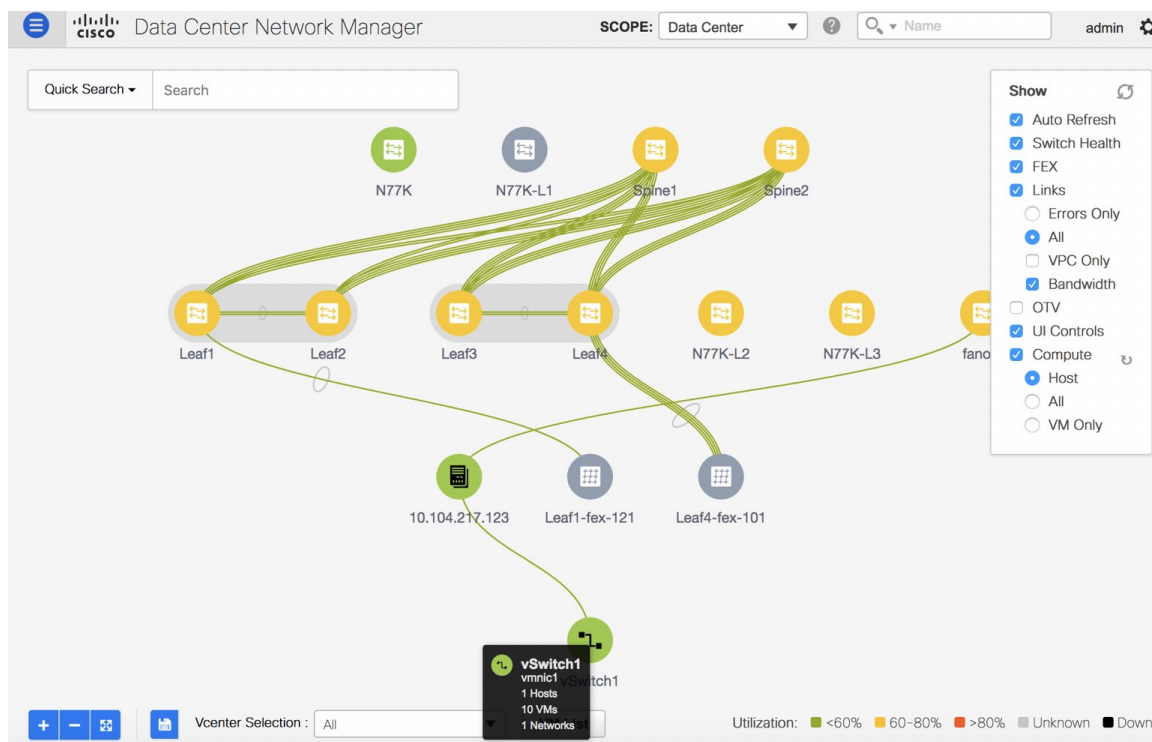 cisco Data Center Network Manager SCOPE: Data Center ? Name admin
Quick Search Search
Show
Auto Refresh
Switch Health
FEX
Links
Errors Only
All
VPC Only
Bandwidth
OTV
UI Controls
Compute
Host
All
VM Only
N77K N77K-L1 Spine1 Spine2
Leaf1 Leaf2 Leaf3 Leaf4 N77K-L2 N77K-L3 fano
10.104.217.123 Leaf1-fex-121 Leaf4-fex-101
vSwitch1
vmnic1
1 Hosts
10 VMs
1 Networks
vSwitch1
Vcenter Selection : All
Utilization: <60% 60-80% >80% Unknown Down